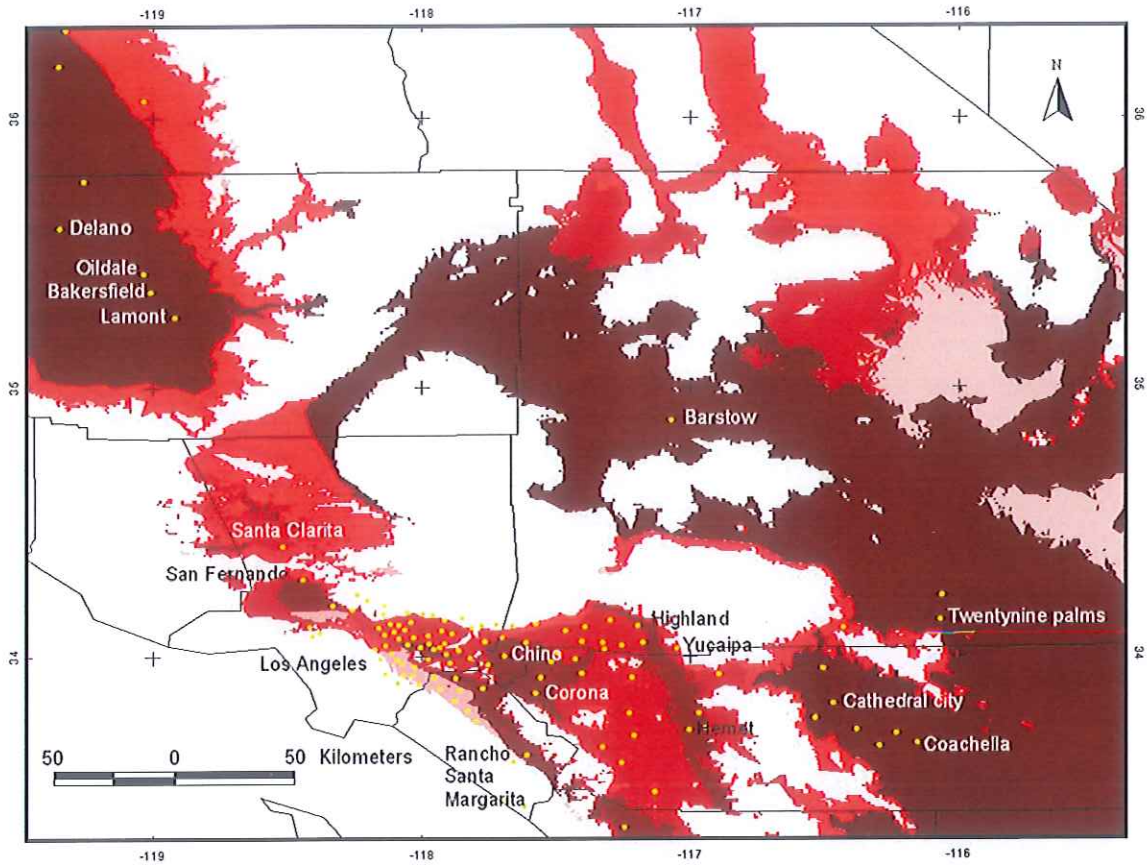 -119 -118 -117 -116
36 36
N
Delano
Oildale
Bakersfield
Lamont
35 35
Barstow
Santa Clarita
San Fernando
Highland
Twentynine palms
Yucaipa
34 34
Los Angeles
Chino
Corona
Cathedral city
Hemet
Coachella
50 0 50
Kilometers
Rancho
Santa
Margarita
-119 -118 -117 -116